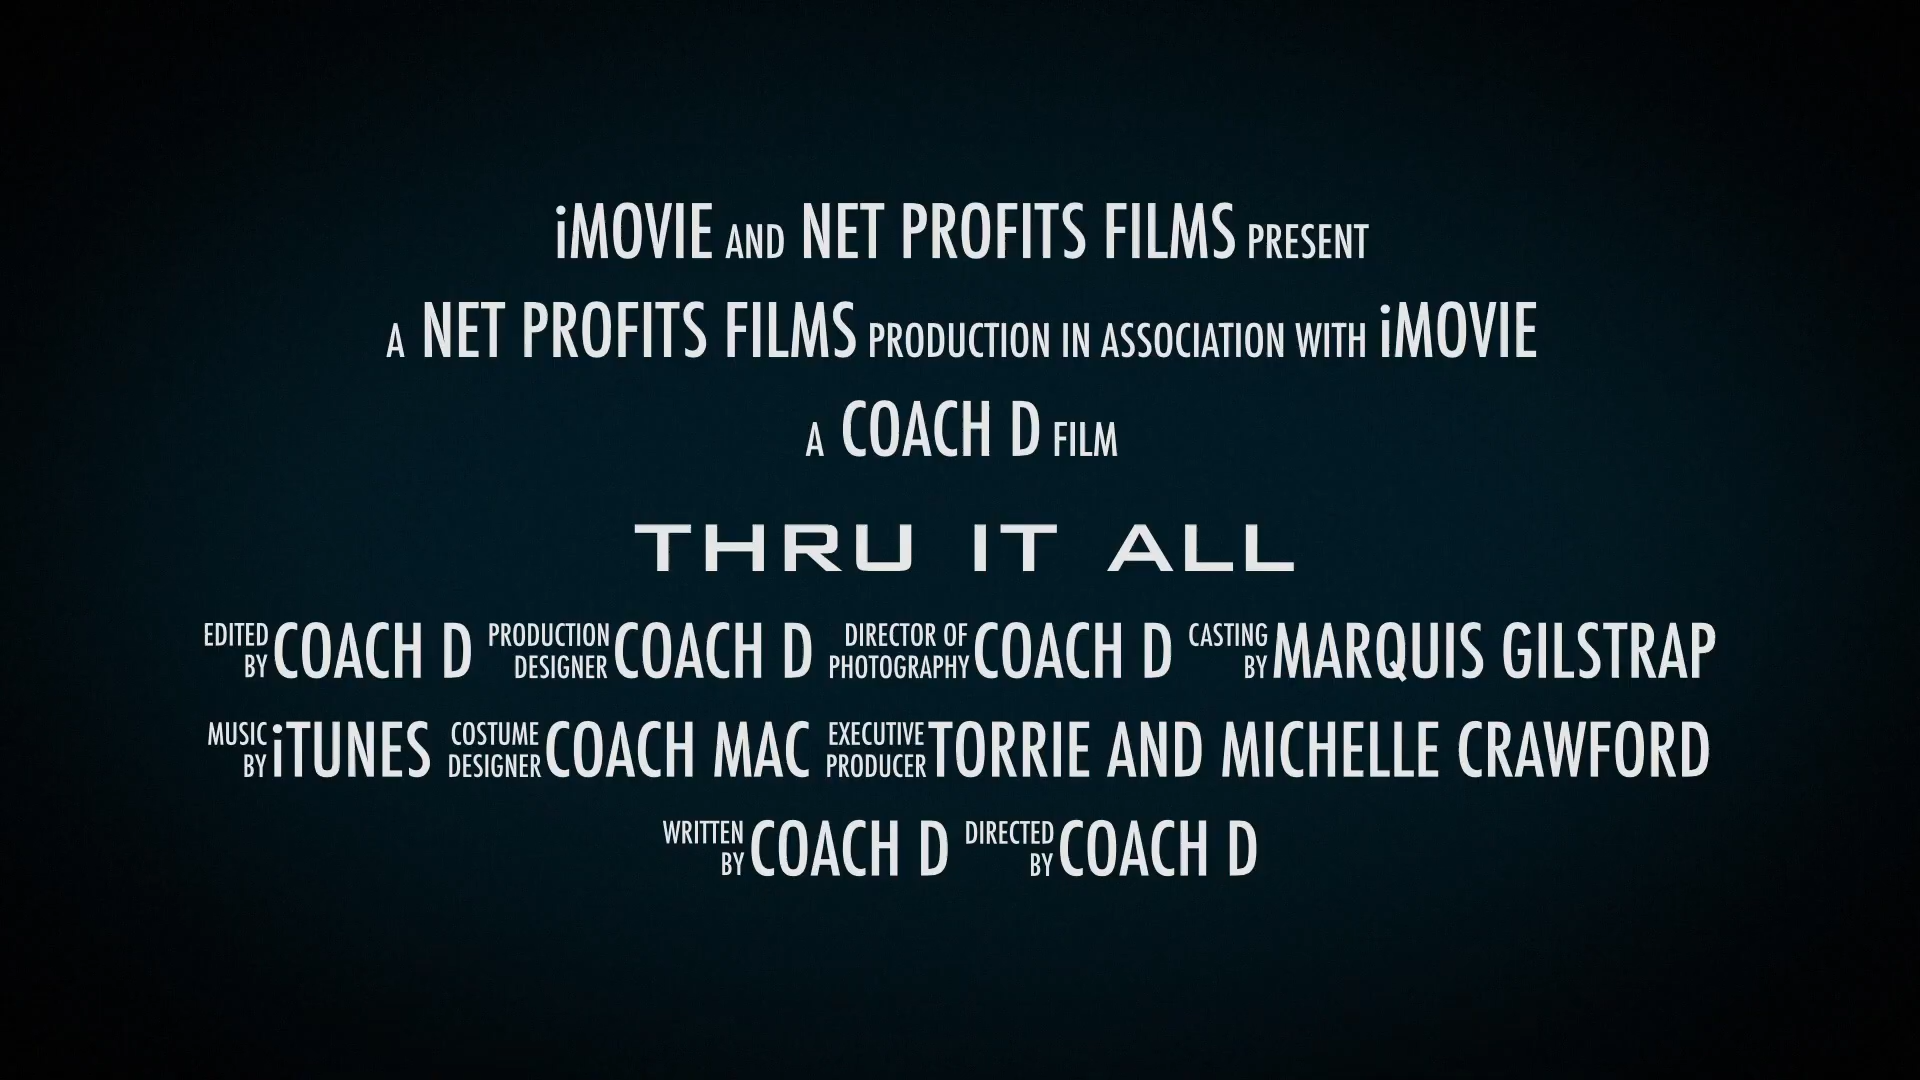 iMOVIE AND NET PROFITS FILMS PRESENT
A NET PROFITS FILMS PRODUCTION IN ASSOCIATION WITH iMOVIE
A COACH D FILM
THRU IT ALL
EDITED BY COACH D PRODUCTION DESIGNER COACH D DIRECTOR OF PHOTOGRAPHY COACH D CASTING BY MARQUIS GILSTRAP
MUSIC BY iTUNES COSTUME DESIGNER COACH MAC EXECUTIVE PRODUCER TORRIE AND MICHELLE CRAWFORD
WRITTEN BY COACH D DIRECTED BY COACH D